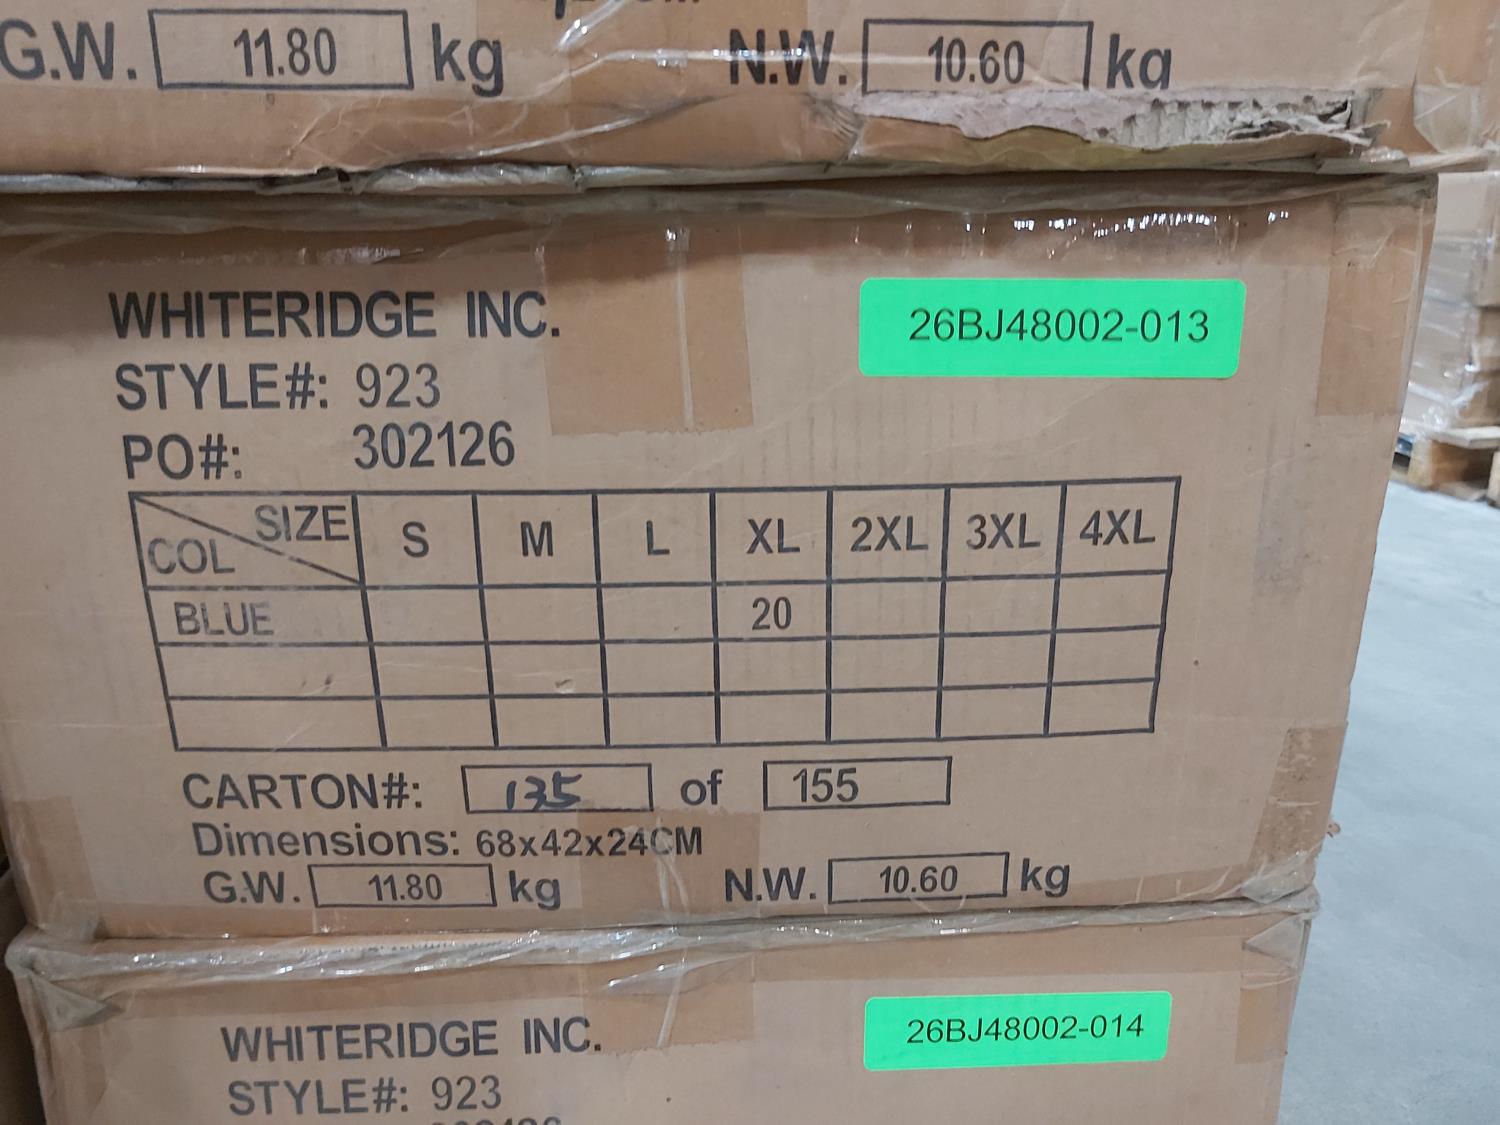 G.W. 11.80 kg N.W. 10.60 kg
WHITERIDGE INC.
26BJ48002-013
STYLE#: 923
PO#: 302126
SIZE COL S M L XL 2XL 3XL 4XL
BLUE 20
CARTON#: 135 of 155
Dimensions: 68x42x24CM
G.W. 11.80 kg N.W. 10.60 kg
WHITERIDGE INC.
26BJ48002-014
STYLE#: 923